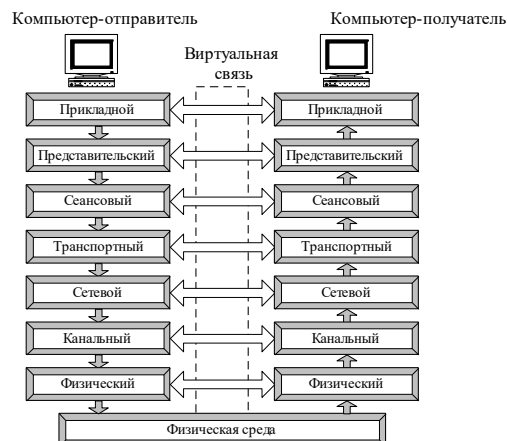 Компьютер-отправитель
Компьютер-получатель
Виртуальная
связь
Прикладной
Прикладной
Представительский
Представительский
Сеансовый
Сеансовый
Транспортный
Транспортный
Сетевой
Сетевой
Канальный
Канальный
Физический
Физический
Физическая среда